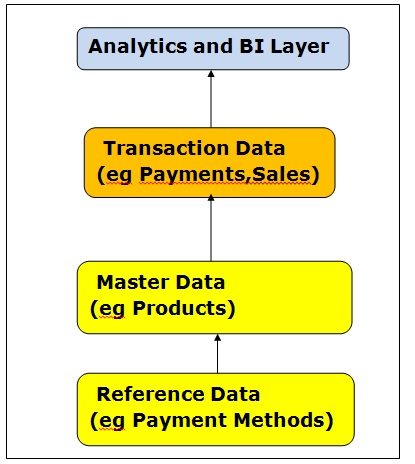 Analytics and BI Layer
Transaction Data
(eg Payments,Sales)
Master Data
(eg Products)
Reference Data
(eg Payment Methods)